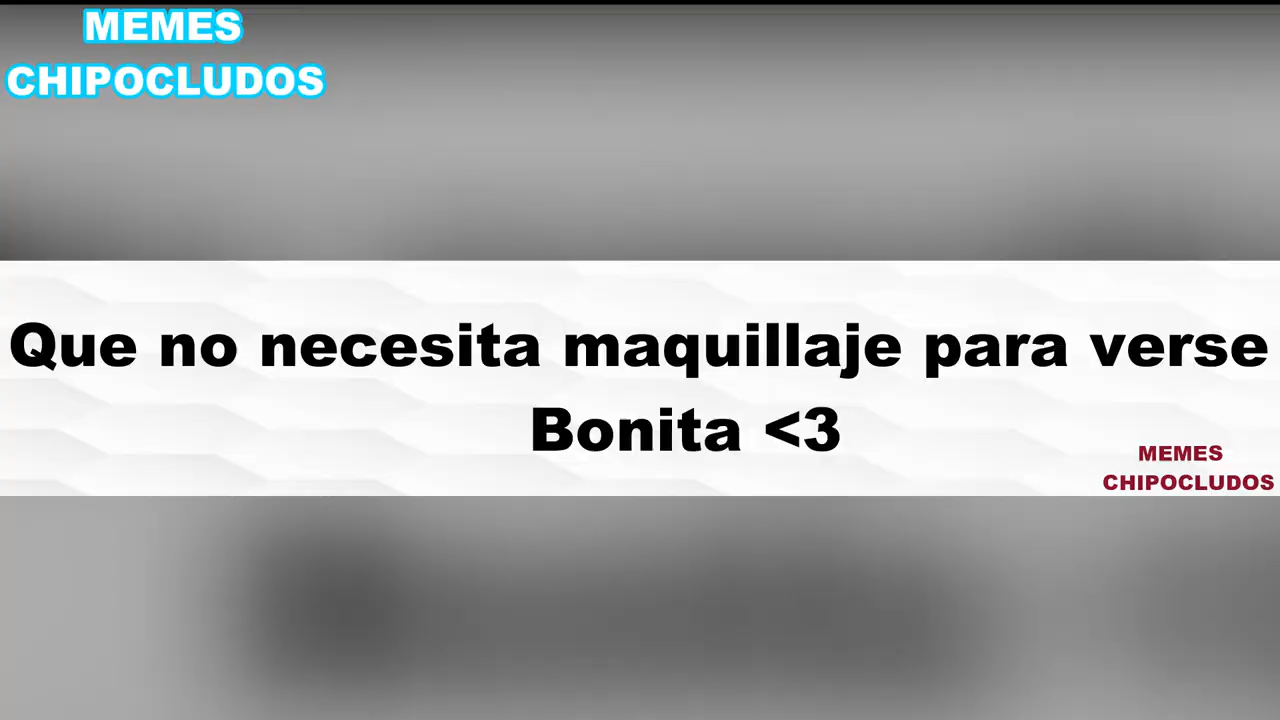 MEMES
CHIPOCLUDOS
Que no necesita maquillaje para verse
Bonita <3
MEMES
CHIPOCLUDOS